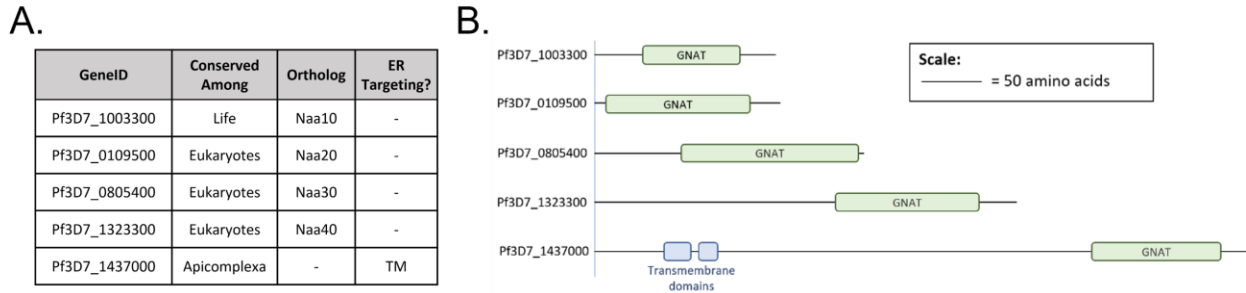 A.
GeneID Conserved Among Ortholog ER Targeting?
Pf3D7_1003300 Life Naa10 -
Pf3D7_0109500 Eukaryotes Naa20 -
Pf3D7_0805400 Eukaryotes Naa30 -
Pf3D7_1323300 Eukaryotes Naa40 -
Pf3D7_1437000 Apicomplexa - TM
B.
Pf3D7_1003300 GNAT
Pf3D7_0109500 GNAT
Pf3D7_0805400 GNAT
Pf3D7_1323300 GNAT
Pf3D7_1437000 GNAT
Transmembrane
domains
Scale:
= 50 amino acids